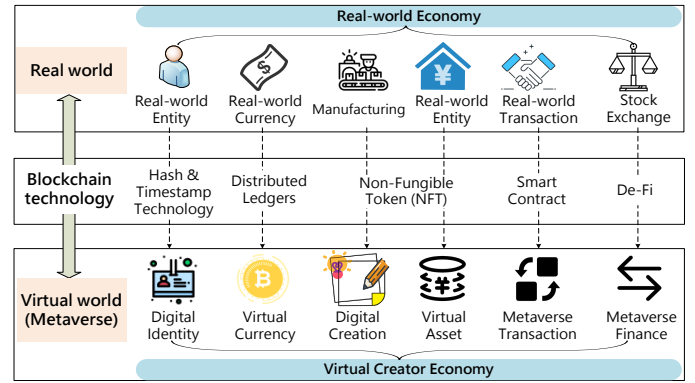 Real-world Economy
Real world
Real-world
Entity
Real-world
Currency
Manufacturing
Real-world
Entity
Real-world
Transaction
Stock
Exchange
Blockchain
technology
Hash &
Timestamp
Technology
Distributed
Ledgers
Non-Fungible
Token (NFT)
Smart
Contract
De-Fi
Virtual world
(Metaverse)
Digital
Identity
Virtual
Currency
Digital
Creation
Virtual
Asset
Metaverse
Transaction
Metaverse
Finance
Virtual Creator Economy